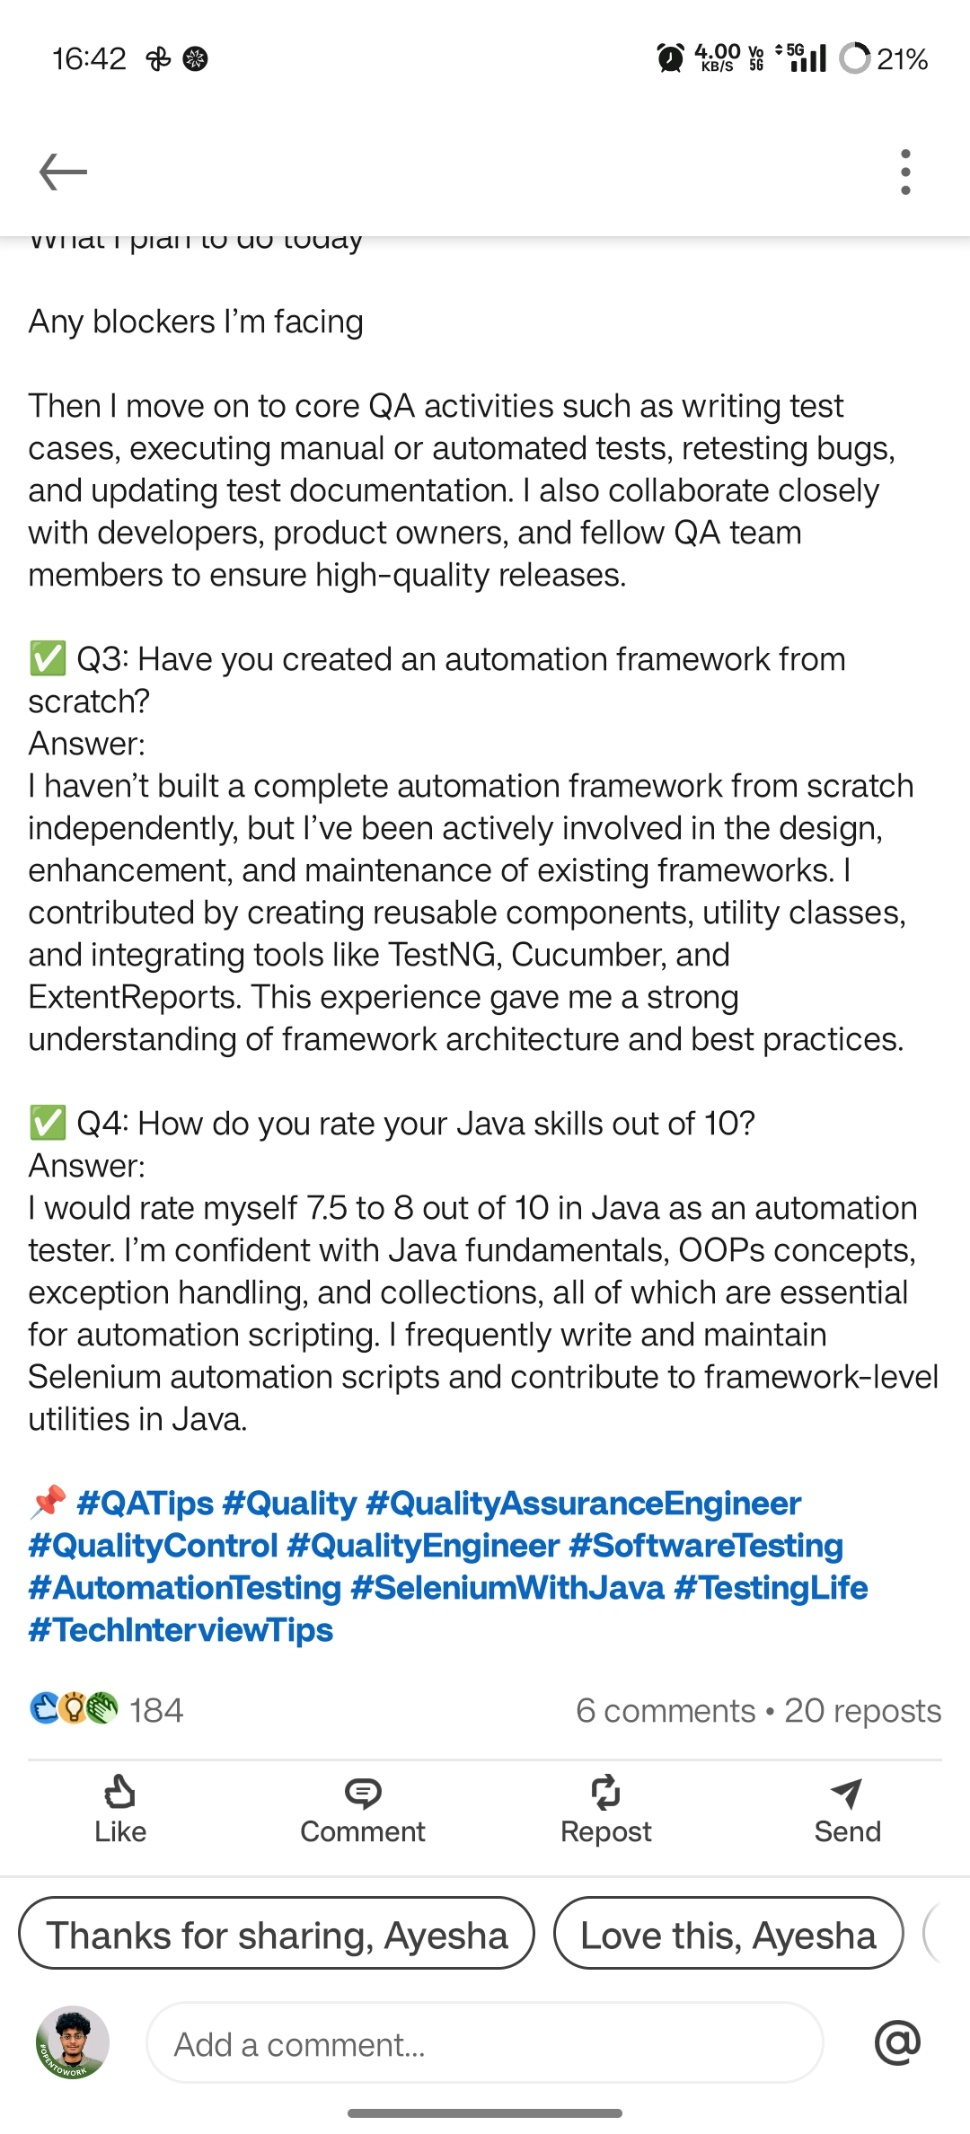 16:42
4.00 KB/S Vo 5G 5G 21%
What I plan to do today
Any blockers I’m facing
Then I move on to core QA activities such as writing test
cases, executing manual or automated tests, retesting bugs,
and updating test documentation. I also collaborate closely
with developers, product owners, and fellow QA team
members to ensure high-quality releases.
✅ Q3: Have you created an automation framework from
scratch?
Answer:
I haven’t built a complete automation framework from scratch
independently, but I’ve been actively involved in the design,
enhancement, and maintenance of existing frameworks. I
contributed by creating reusable components, utility classes,
and integrating tools like TestNG, Cucumber, and
ExtentReports. This experience gave me a strong
understanding of framework architecture and best practices.
✅ Q4: How do you rate your Java skills out of 10?
Answer:
I would rate myself 7.5 to 8 out of 10 in Java as an automation
tester. I’m confident with Java fundamentals, OOPs concepts,
exception handling, and collections, all of which are essential
for automation scripting. I frequently write and maintain
Selenium automation scripts and contribute to framework-level
utilities in Java.
📌 #QATips #Quality #QualityAssuranceEngineer
#QualityControl #QualityEngineer #SoftwareTesting
#AutomationTesting #SeleniumWithJava #TestingLife
#TechInterviewTips
184
6 comments • 20 reposts
Like
Comment
Repost
Send
Thanks for sharing, Ayesha
Love this, Ayesha
#OPENTOWORK
Add a comment...
@